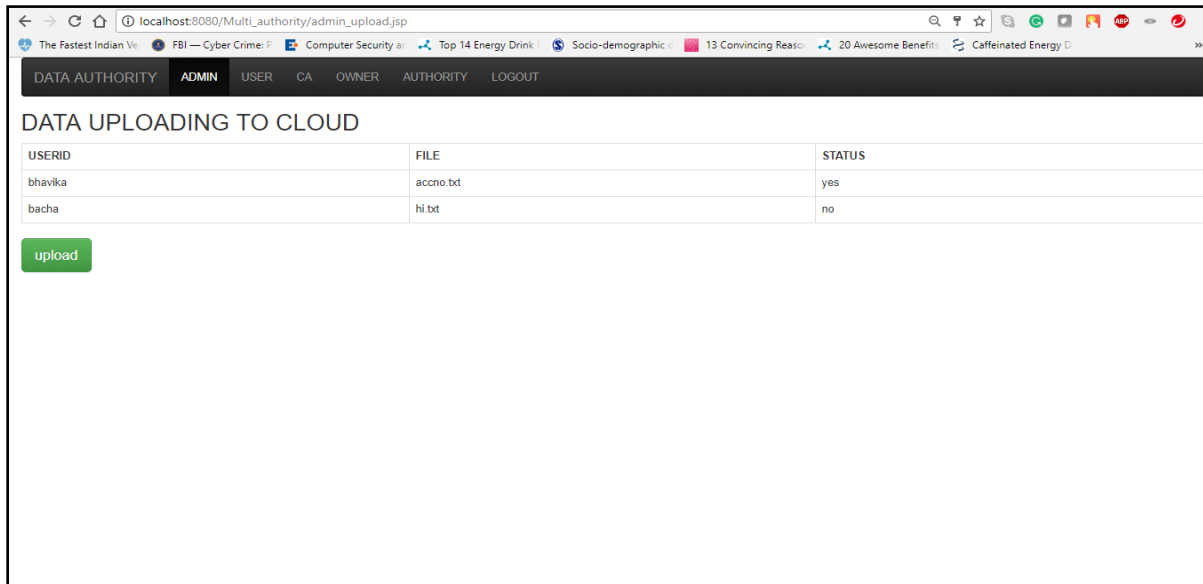 localhost:8080/Multi_authority/admin_upload.jsp
The Fastest Indian Ve FBI — Cyber Crime: P Computer Security an Top 14 Energy Drink Socio-demographic c 13 Convincing Reaso 20 Awesome Benefits Caffeinated Energy D »
DATA AUTHORITY ADMIN USER CA OWNER AUTHORITY LOGOUT
DATA UPLOADING TO CLOUD
USERID FILE STATUS
bhavika accno.txt yes
bacha hi.txt no
upload